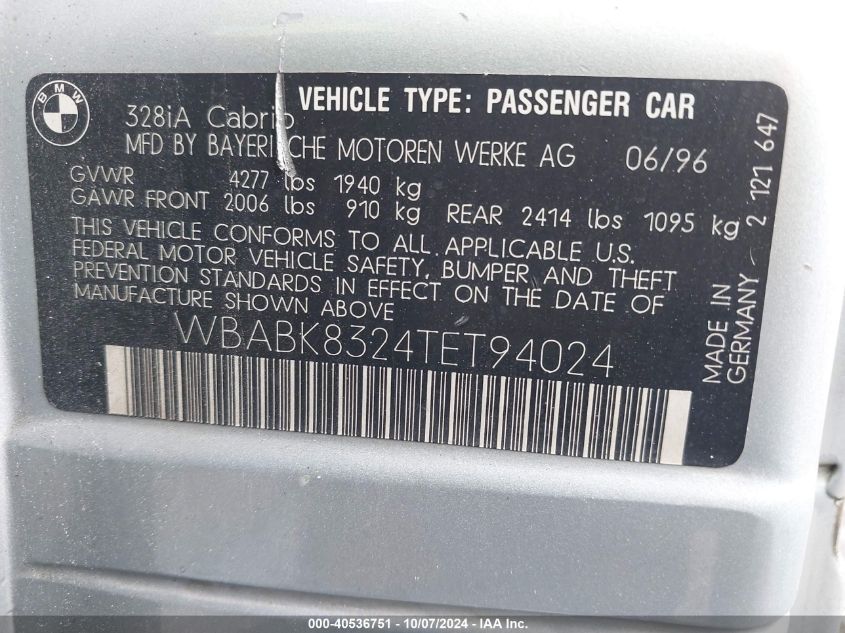 BMW
328iA Cabrio
VEHICLE TYPE: PASSENGER CAR
MFD BY BAYERISCHE MOTOREN WERKE AG 06/96
GVWR 4277 lbs 1940 kg
GAWR FRONT 2006 lbs 910 kg REAR 2414 lbs 1095 kg
THIS VEHICLE CONFORMS TO ALL APPLICABLE U.S.
FEDERAL MOTOR VEHICLE SAFETY, BUMPER AND THEFT
PREVENTION STANDARDS IN EFFECT ON THE DATE OF
MANUFACTURE SHOWN ABOVE
WBABK8324TET94024
MADE IN
GERMANY - 2 121 647
000-40536751 - 10/07/2024 - IAA Inc.